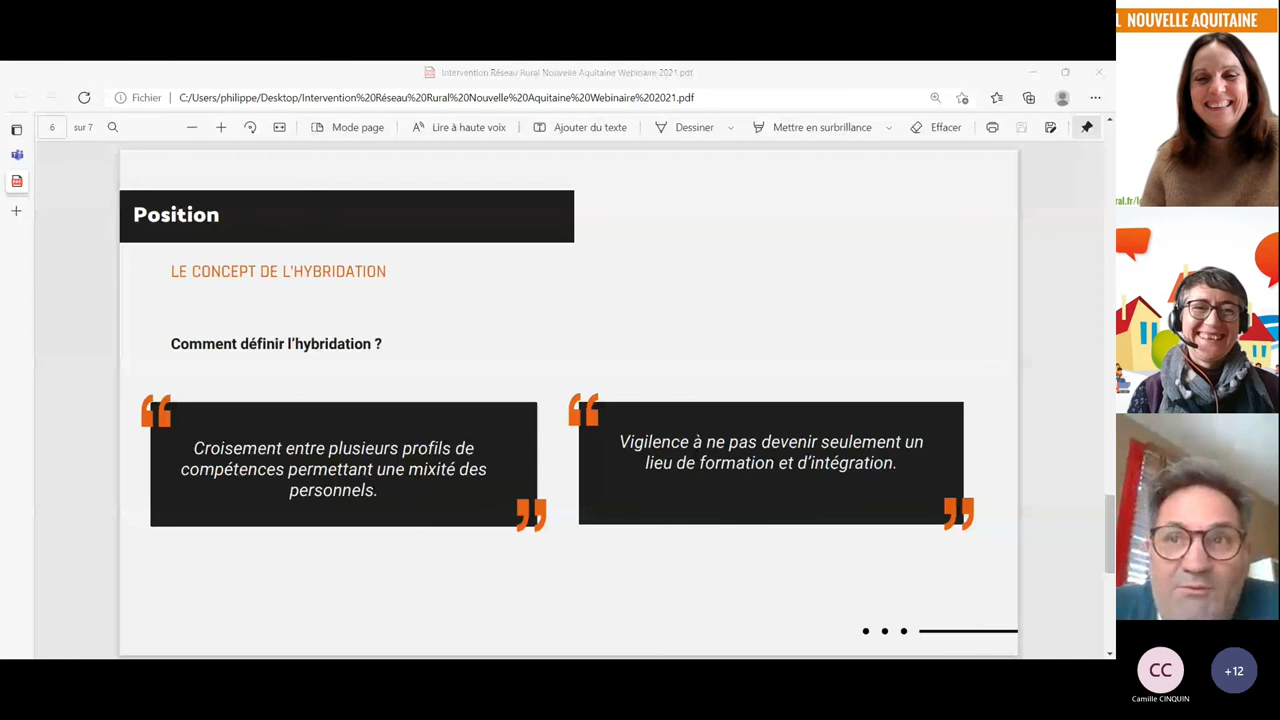 L NOUVELLE AQUITAINE
Intervention Réseau Rural Nouvelle Aquitaine Webinaire 2021.pdf
Fichier C:/Users/philippe/Desktop/Intervention%20Réseau%20Rural%20Nouvelle%20Aquitaine%20Webinaire%202021.pdf
6 sur 7 Mode page Lire à haute voix Ajouter du texte Dessiner Mettre en surbrillance Effacer
Position
LE CONCEPT DE L'HYBRIDATION
Comment définir l'hybridation ?
Croisement entre plusieurs profils de
compétences permettant une mixité des
personnels.
Vigilence à ne pas devenir seulement un
lieu de formation et d'intégration.
ral.fr/l
CC
Camille CINQUIN
+12